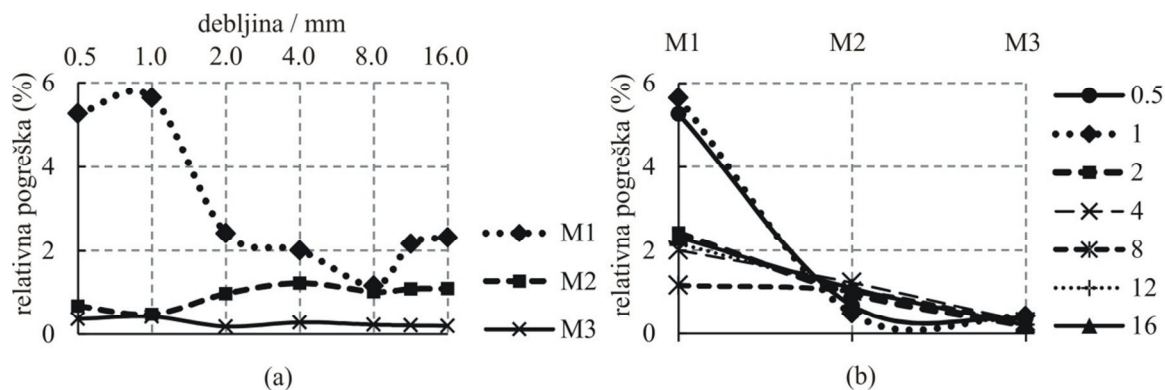 debljina / mm
0.5 1.0 2.0 4.0 8.0 16.0
relativna pogreška (%)
6
4
2
0
M1
M2
M3
(a)
M1 M2 M3
relativna pogreška (%)
6
4
2
0
0.5
1
2
4
8
12
16
(b)